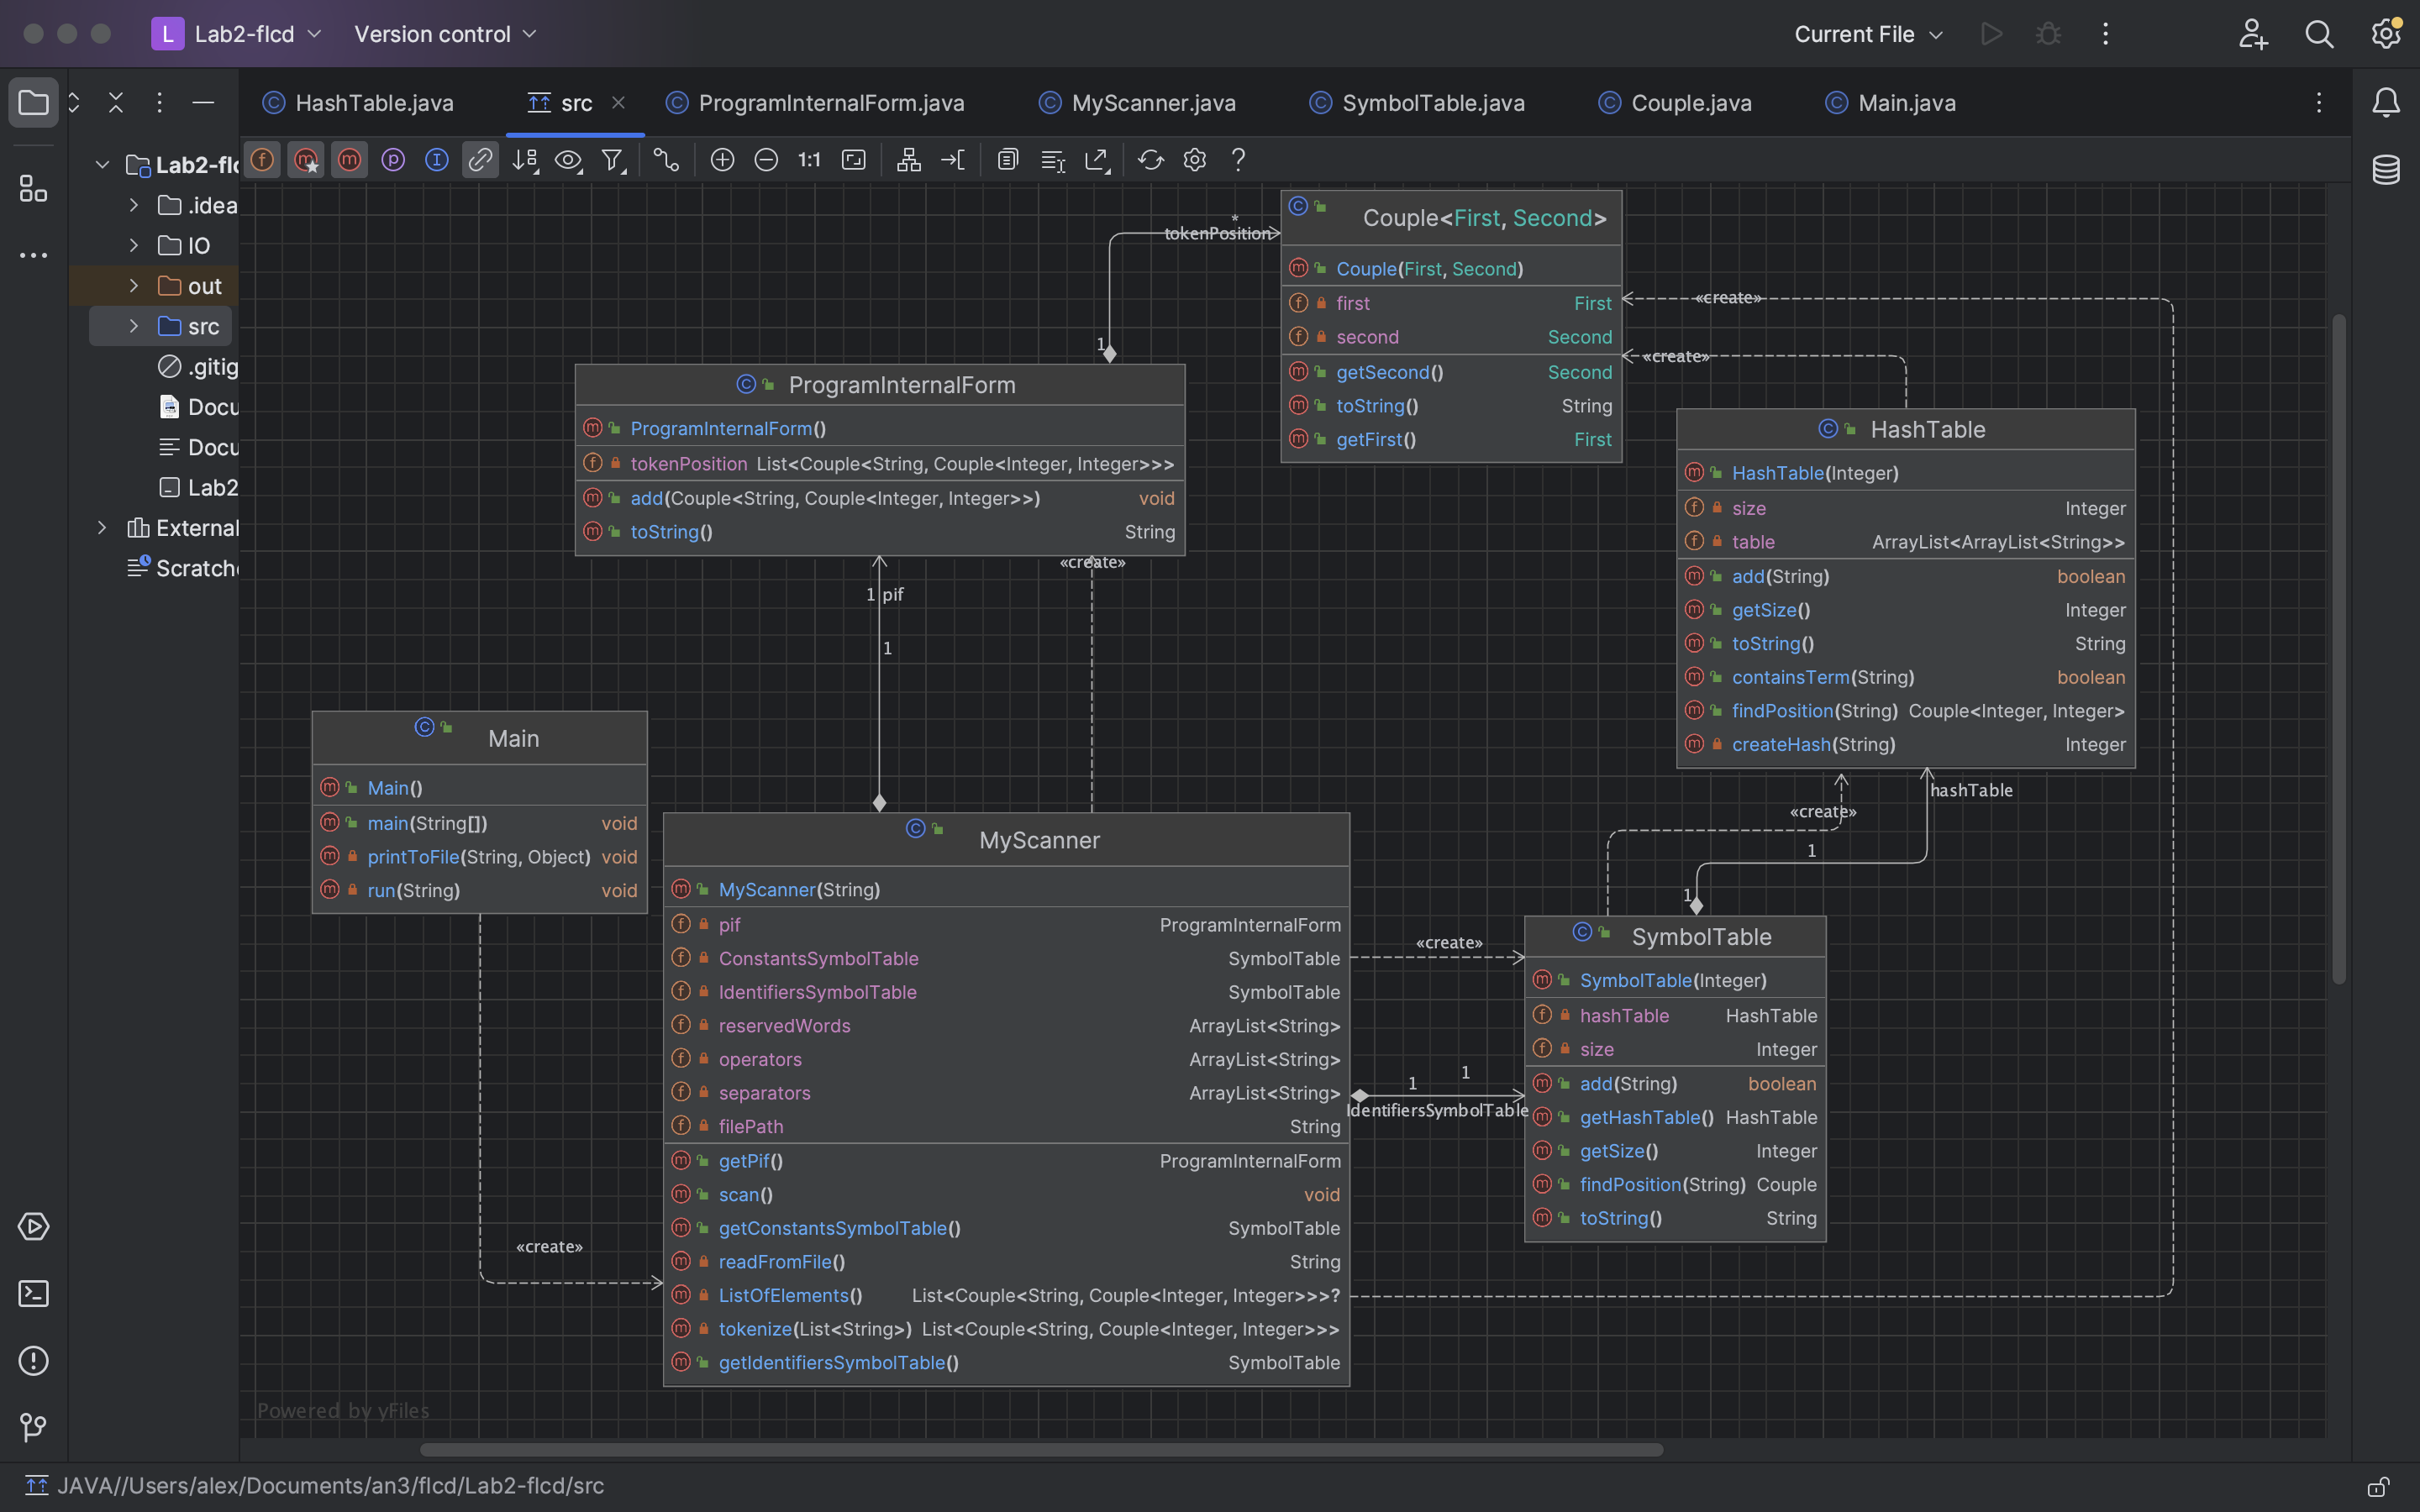 L Lab2-flcd Version control Current File
HashTable.java src ProgramInternalForm.java MyScanner.java SymbolTable.java Couple.java Main.java
1:1 ?
Lab2-flc
.idea
IO
out
src
.gitig
Docu
Docu
Lab2
External
Scratche
Couple<First, Second>
Couple(First, Second)
first First
second Second
getSecond() Second
toString() String
getFirst() First
*
tokenPosition
1
«create»
«create»
ProgramInternalForm
ProgramInternalForm()
tokenPosition List<Couple<String, Couple<Integer, Integer>>>
add(Couple<String, Couple<Integer, Integer>>) void
toString() String
HashTable
HashTable(Integer)
size Integer
table ArrayList<ArrayList<String>>
add(String) boolean
getSize() Integer
toString() String
containsTerm(String) boolean
findPosition(String) Couple<Integer, Integer>
createHash(String) Integer
«create»
1 pif
1
Main
Main()
main(String[]) void
printToFile(String, Object) void
run(String) void
hashTable
«create»
1
1
MyScanner
MyScanner(String)
pif ProgramInternalForm
ConstantsSymbolTable SymbolTable
IdentifiersSymbolTable SymbolTable
reservedWords ArrayList<String>
operators ArrayList<String>
separators ArrayList<String>
filePath String
getPif() ProgramInternalForm
scan() void
getConstantsSymbolTable() SymbolTable
readFromFile() String
ListOfElements() List<Couple<String, Couple<Integer, Integer>>>?
tokenize(List<String>) List<Couple<String, Couple<Integer, Integer>>>
getIdentifiersSymbolTable() SymbolTable
«create»
1 1
IdentifiersSymbolTable
SymbolTable
SymbolTable(Integer)
hashTable HashTable
size Integer
add(String) boolean
getHashTable() HashTable
getSize() Integer
findPosition(String) Couple
toString() String
«create»
Powered by yFiles
JAVA//Users/alex/Documents/an3/flcd/Lab2-flcd/src